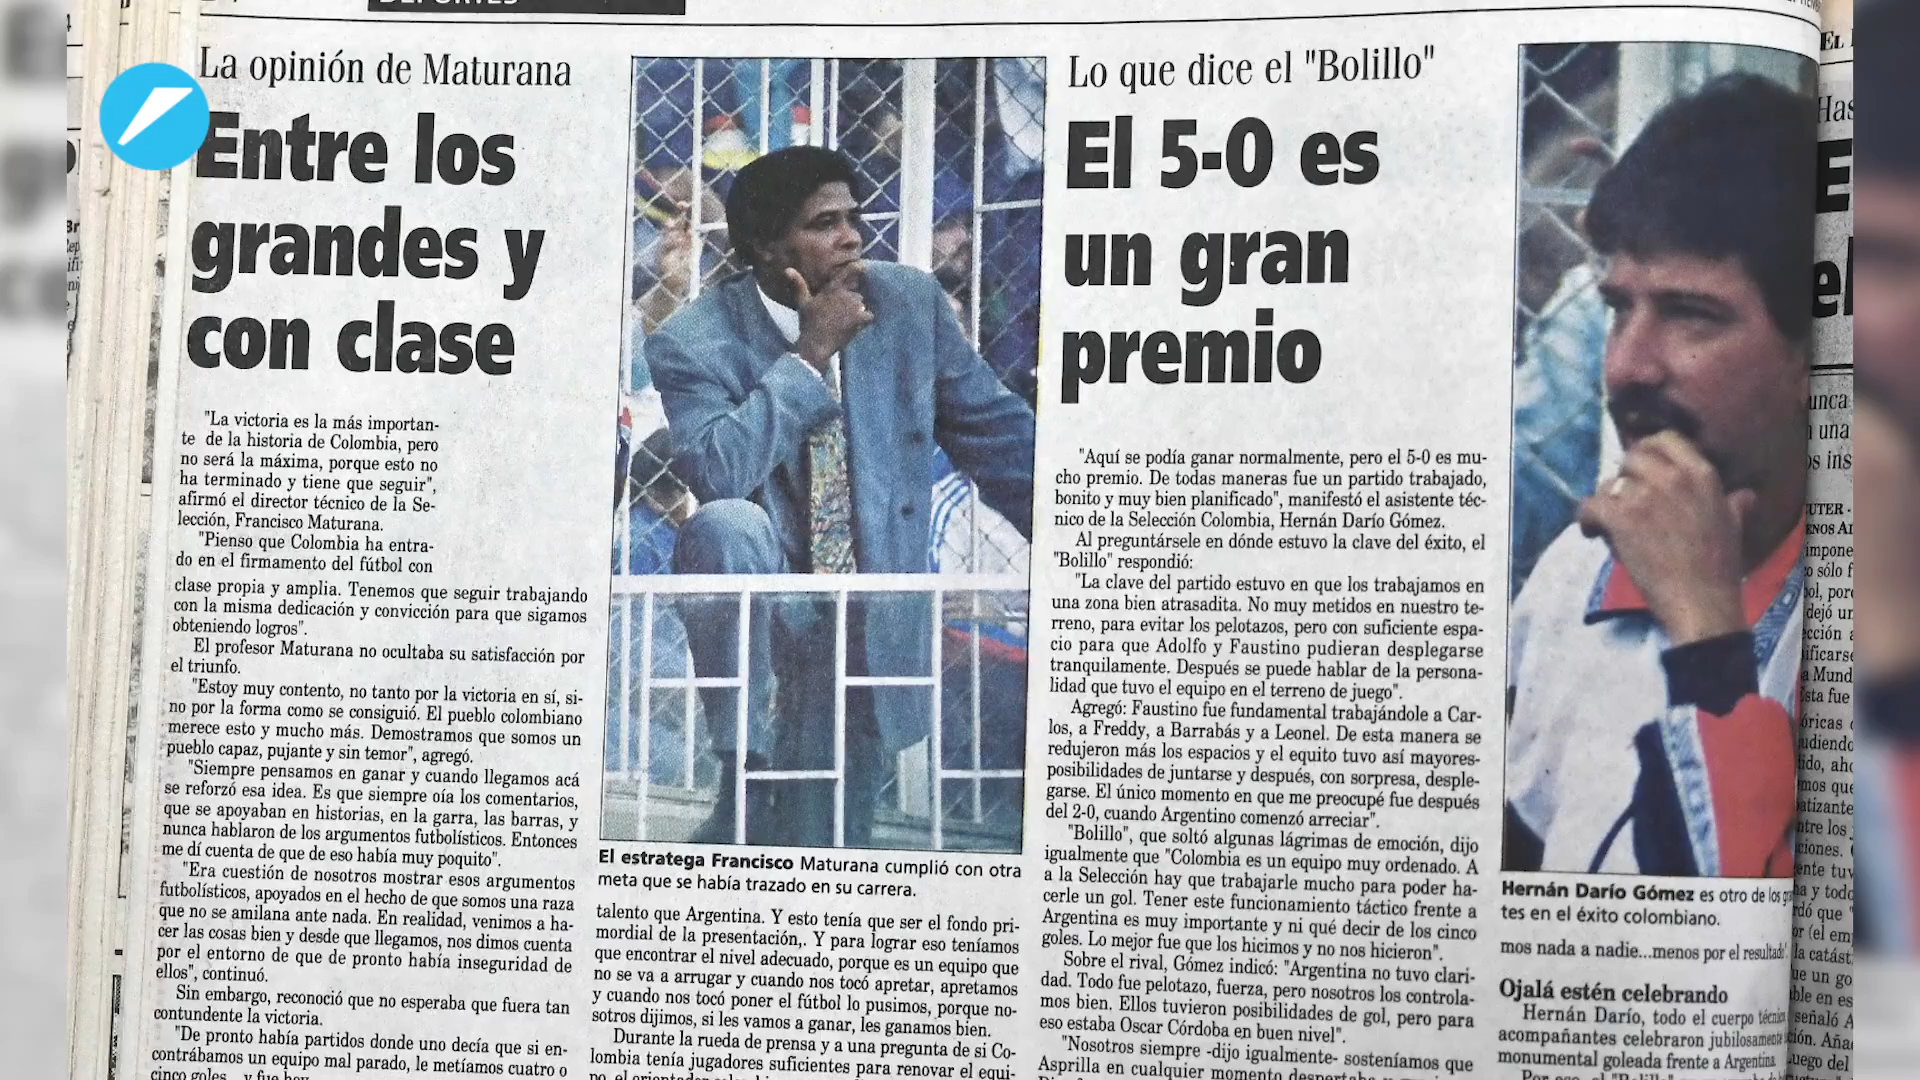 DEPORTES
La opinión de Maturana
Entre los
grandes y
con clase
"La victoria es la más importan-
te de la historia de Colombia, pero
no será la máxima, porque esto no
ha terminado y tiene que seguir",
afirmó el director técnico de la Se-
lección, Francisco Maturana.
"Pienso que Colombia ha entra-
do en el firmamento del fútbol con
clase propia y amplia. Tenemos que seguir trabajando
con la misma dedicación y convicción para que sigamos
obteniendo logros".
El profesor Maturana no ocultaba su satisfacción por
el triunfo.
"Estoy muy contento, no tanto por la victoria en sí, si-
no por la forma como se consiguió. El pueblo colombiano
merece esto y mucho más. Demostramos que somos un
pueblo capaz, pujante y sin temor", agregó.
"Siempre pensamos en ganar y cuando llegamos acá
se reforzó esa idea. Es que siempre oía los comentarios,
que se apoyaban en historias, en la garra, las barras, y
nunca hablaron de los argumentos futbolísticos. Entonces
me dí cuenta de que de eso había muy poquito".
"Era cuestión de nosotros mostrar esos argumentos
futbolísticos, apoyados en el hecho de que somos una raza
que no se amilana ante nada. En realidad, venimos a ha-
cer las cosas bien y desde que llegamos, nos dimos cuenta
por el entorno de que de pronto había inseguridad de
ellos", continuó.
Sin embargo, reconoció que no esperaba que fuera tan
contundente la victoria.
"De pronto había partidos donde uno decía que si en-
contrábamos un equipo mal parado, le metíamos cuatro o
cinco goles... y fue hoy
El estratega Francisco Maturana cumplió con otra
meta que se había trazado en su carrera.
talento que Argentina. Y esto tenía que ser el fondo pri-
mordial de la presentación,. Y para lograr eso teníamos
que encontrar el nivel adecuado, porque es un equipo que
no se va a arrugar y cuando nos tocó apretar, apretamos
y cuando nos tocó poner el fútbol lo pusimos, porque no-
sotros dijimos, si les vamos a ganar, les ganamos bien.
Durante la rueda de prensa y a una pregunta de si Co-
lombia tenía jugadores suficientes para renovar el equi-
Lo que dice el "Bolillo"
El 5-0 es
un gran
premio
"Aquí se podía ganar normalmente, pero el 5-0 es mu-
cho premio. De todas maneras fue un partido trabajado,
bonito y muy bien planificado", manifestó el asistente téc-
nico de la Selección Colombia, Hernán Darío Gómez.
Al preguntársele en dónde estuvo la clave del éxito, el
"Bolillo" respondió:
"La clave del partido estuvo en que los trabajamos en
una zona bien atrasadita. No muy metidos en nuestro te-
rreno, para evitar los pelotazos, pero con suficiente espa-
cio para que Adolfo y Faustino pudieran desplegarse
tranquilamente. Después se puede hablar de la persona-
lidad que tuvo el equipo en el terreno de juego".
Agregó: Faustino fue fundamental trabajándole a Car-
los, a Freddy, a Barrabás y a Leonel. De esta manera se
redujeron más los espacios y el equito tuvo así mayores-
posibilidades de juntarse y después, con sorpresa, desple-
garse. El único momento en que me preocupé fue después
del 2-0, cuando Argentino comenzó arreciar".
"Bolillo", que soltó algunas lágrimas de emoción, dijo
igualmente que "Colombia es un equipo muy ordenado. A
a la Selección hay que trabajarle mucho para poder ha-
cerle un gol. Tener este funcionamiento táctico frente a
Argentina es muy importante y ni qué decir de los cinco
goles. Lo mejor fue que los hicimos y no nos hicieron".
Sobre el rival, Gómez indicó: "Argentina no tuvo clari-
dad. Todo fue pelotazo, fuerza, pero nosotros los controla-
mos bien. Ellos tuvieron posibilidades de gol, pero para
eso estaba Oscar Córdoba en buen nivel".
"Nosotros siempre -dijo igualmente- sosteníamos que
Asprilla en cualquier momento despertaba
Hernán Darío Gómez es otro de los
tes en el éxito colombiano.
mos nada a nadie...menos por el resultado".
Ojalá estén celebrando
Hernán Darío, todo el cuerpo técnico
acompañantes celebraron jubilosamente
monumental goleada frente a Argentina.